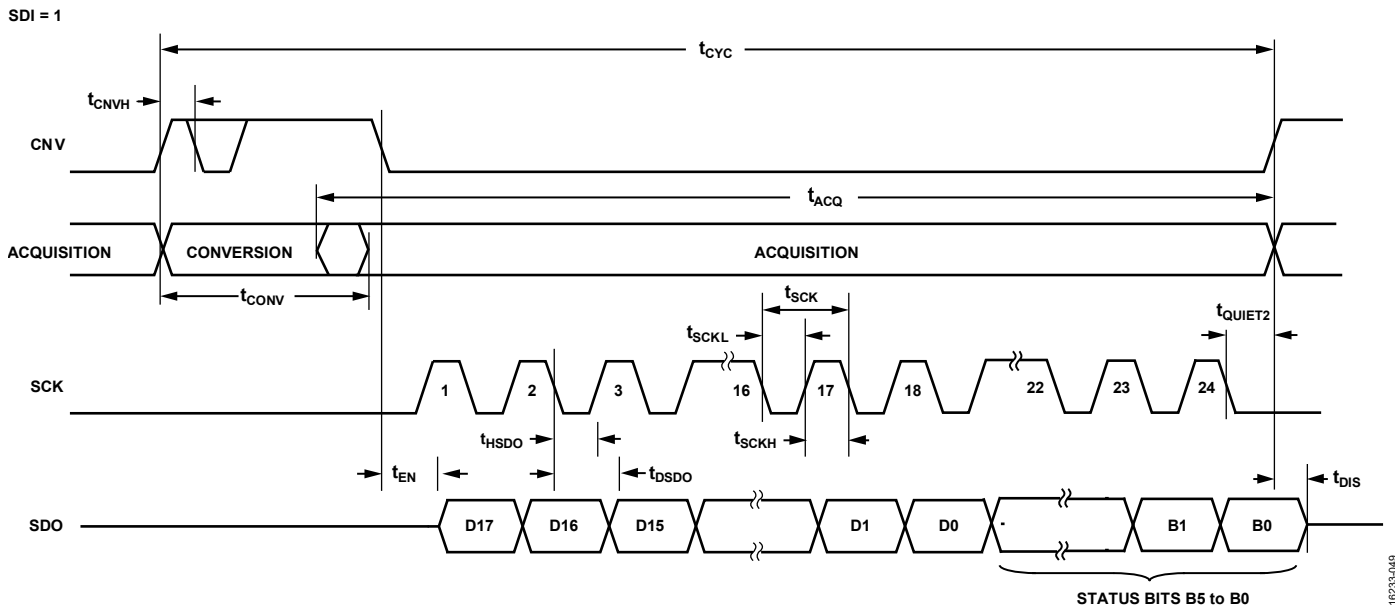 SDI = 1
tCYC
tCNVH
CNV
tACQ
ACQUISITION
CONVERSION
ACQUISITION
tCONV
tSCK
tQUIET2
tSCKL
SCK
1
2
3
16
17
18
22
23
24
tHSDO
tSCKH
tEN
tDSDO
tDIS
SDO
D17
D16
D15
D1
D0
B1
B0
STATUS BITS B5 to B0
16233-049